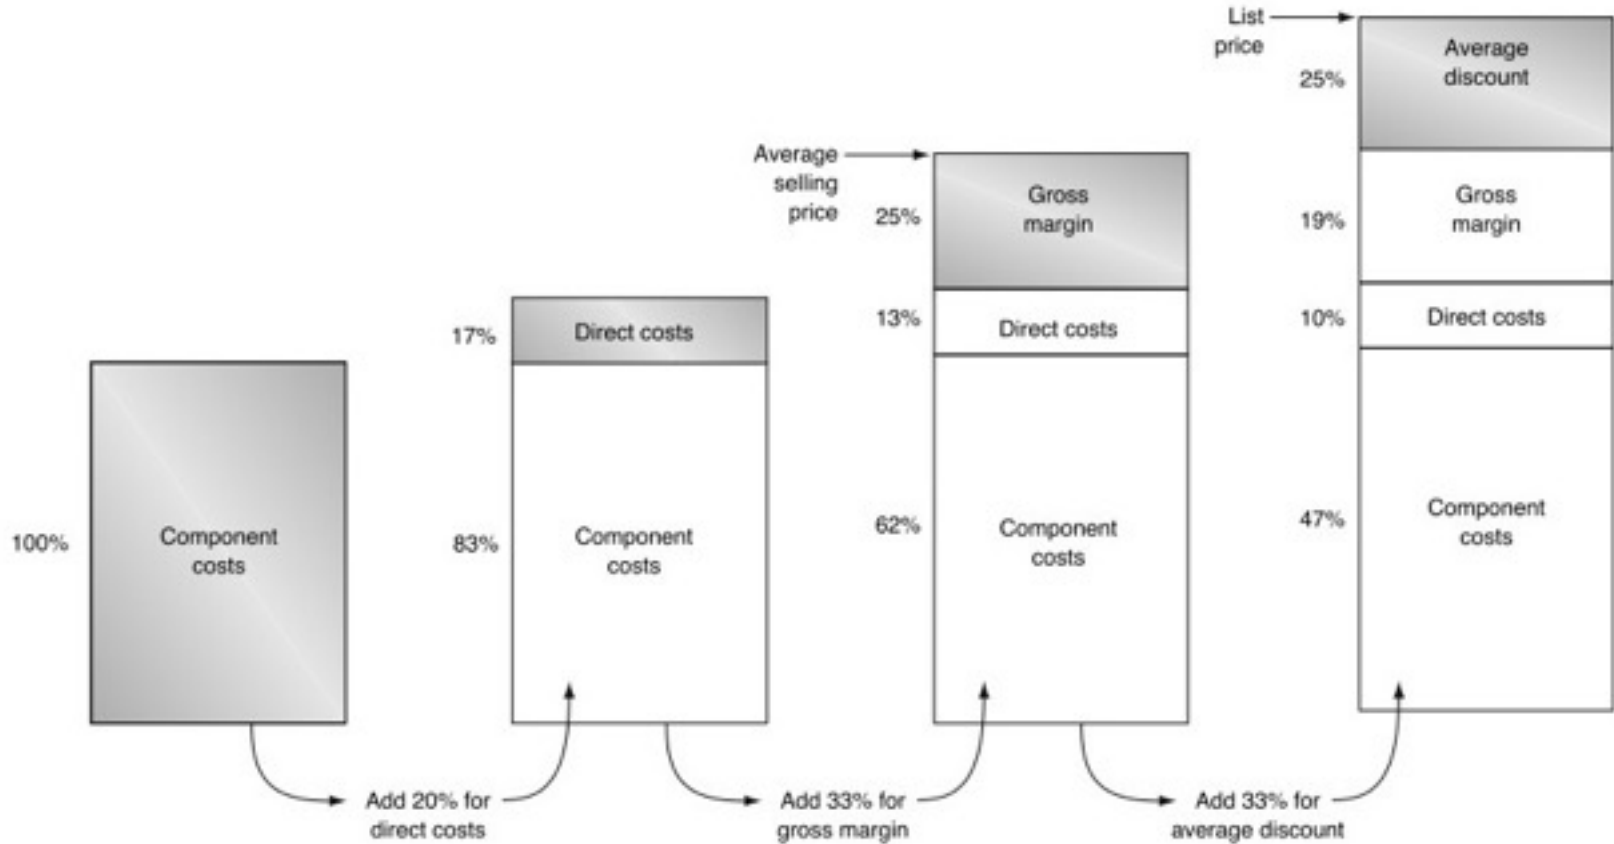 100%
Component
costs
Add 20% for
direct costs
17%
Direct costs
83%
Component
costs
Add 33% for
gross margin
Average
selling
price
25%
Gross
margin
13%
Direct costs
62%
Component
costs
Add 33% for
average discount
List
price
25%
Average
discount
19%
Gross
margin
10%
Direct costs
47%
Component
costs